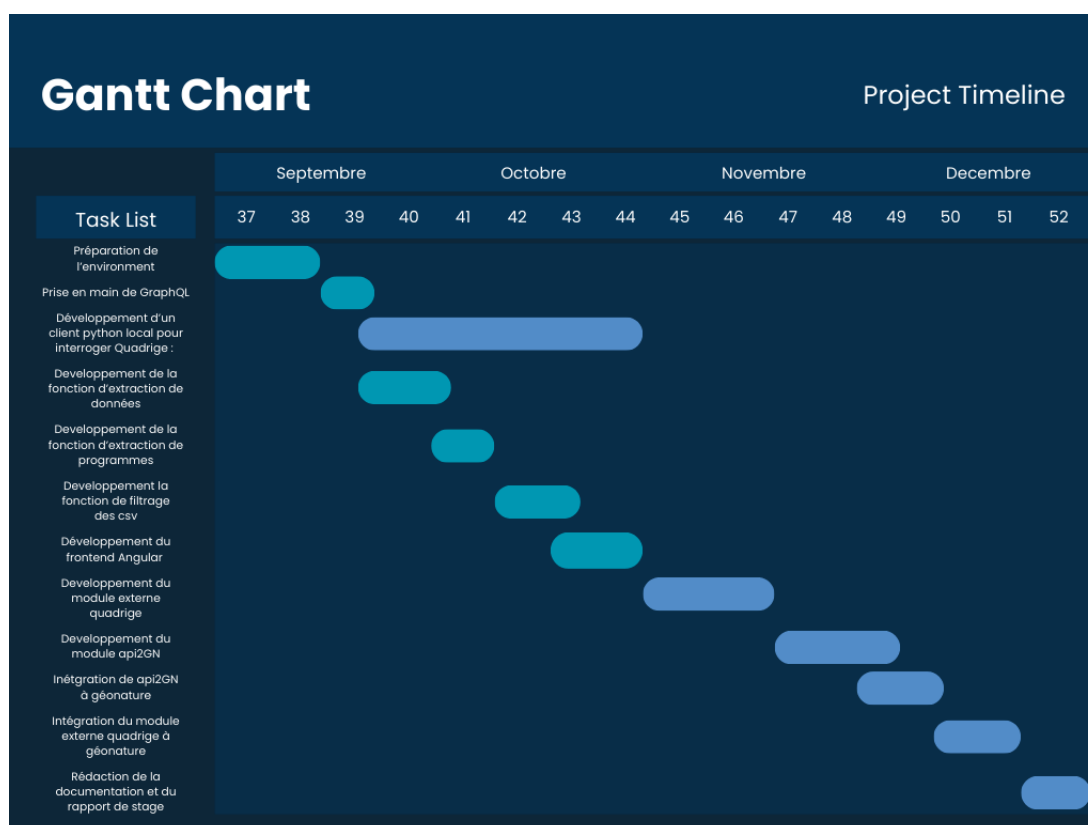 Gantt Chart
Project Timeline
Septembre Octobre Novembre Decembre
Task List 37 38 39 40 41 42 43 44 45 46 47 48 49 50 51 52
Préparation de
l'environment
Prise en main de GraphQL
Développement d'un
client python local pour
interroger Quadrige :
Developpement de la
fonction d'extraction de
données
Developpement de la
fonction d'extraction de
programmes
Developpement la
fonction de filtrage
des csv
Développement du
frontend Angular
Developpement du
module externe
quadrige
Developpement du
module api2GN
Inétgration de api2GN
à géonature
Intégration du module
externe quadrige à
géonature
Rédaction de la
documentation et du
rapport de stage